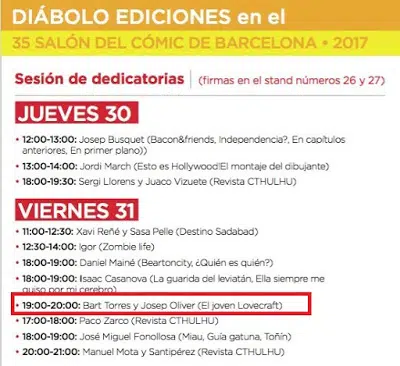 DIÁBOLO EDICIONES en el
35 SALÓN DEL CÓMIC DE BARCELONA • 2017
Sesión de dedicatorias (firmas en el stand números 26 y 27)
JUEVES 30
• 12:00-13:00: Josep Busquet (Bacon&friends, Independencia?, En capítulos
anteriores, En primer plano))
• 13:00-14:00: Jordi March (Esto es Hollywood!El montaje del dibujante)
• 18:00-19:30: Sergi Llorens y Juaco Vizuete (Revista CTHULHU)
VIERNES 31
• 11:00-12:30: Xavi Reñé y Sasa Pelle (Destino Sadabad)
• 12:30-14:00: Igor (Zombie life)
• 18:00-19:00: Daniel Mainé (Beartoncity, ¿Quién es quién?)
• 18:00-19:00: Isaac Casanova (La guarida del leviatán, Ella siempre me
quiso por mi cerebro)
• 19:00-20:00: Bart Torres y Josep Oliver (El joven Lovecraft)
• 17:00-18:00: Paco Zarco (Revista CTHULHU)
• 18:00-19:00: José Miguel Fonollosa (Miau, Guía gatuna, Toñín)
• 20:00-21:00: Manuel Mota y Santipérez (Revista CTHULHU)